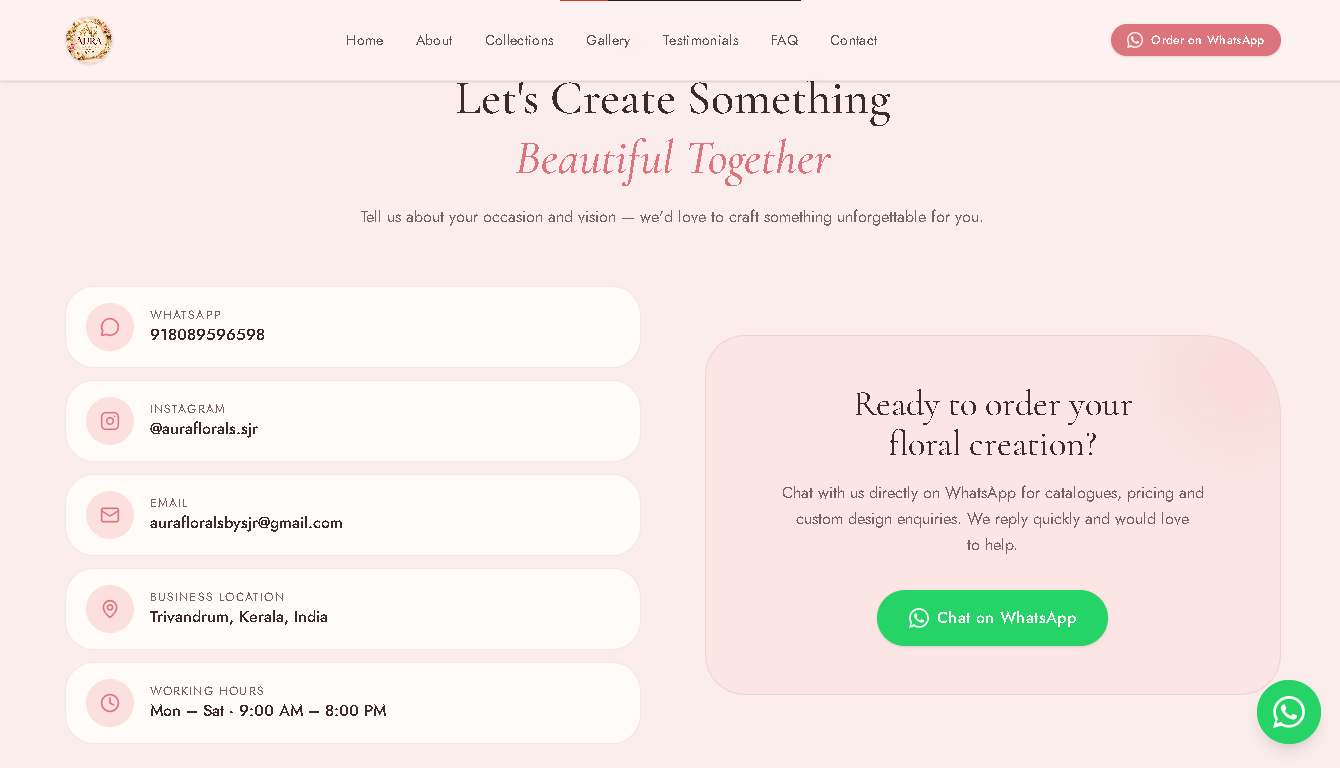 AURA
Home
About
Collections
Gallery
Testimonials
FAQ
Contact
Order on WhatsApp
Let's Create Something
Beautiful Together
Tell us about your occasion and vision — we'd love to craft something unforgettable for you.
WHATSAPP
918089596598
INSTAGRAM
@auraflorals.sjr
EMAIL
aurafloralsbysjr@gmail.com
BUSINESS LOCATION
Trivandrum, Kerala, India
WORKING HOURS
Mon – Sat · 9:00 AM – 8:00 PM
Ready to order your
floral creation?
Chat with us directly on WhatsApp for catalogues, pricing and
custom design enquiries. We reply quickly and would love
to help.
Chat on WhatsApp